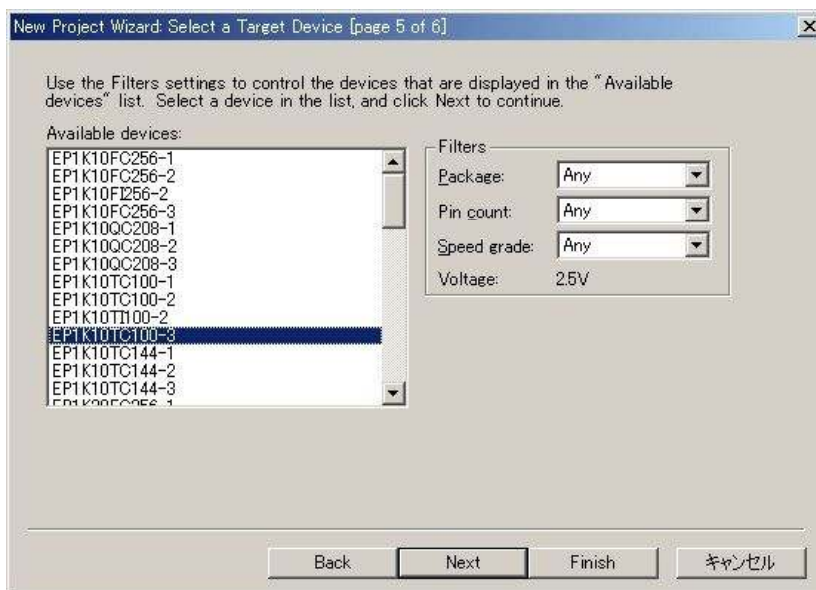 New Project Wizard: Select a Target Device [page 5 of 6]
Use the Filters settings to control the devices that are displayed in the "Available
devices" list. Select a device in the list, and click Next to continue.
Available devices:
EP1K10FC256-1
EP1K10FC256-2
EP1K10FI256-2
EP1K10FC256-3
EP1K10QC208-1
EP1K10QC208-2
EP1K10QC208-3
EP1K10TC100-1
EP1K10TC100-2
EP1K10TI100-2
EP1K10TC100-3
EP1K10TC144-1
EP1K10TC144-2
EP1K10TC144-3
Filters
Package: Any
Pin count: Any
Speed grade: Any
Voltage: 2.5V
Back Next Finish キャンセル